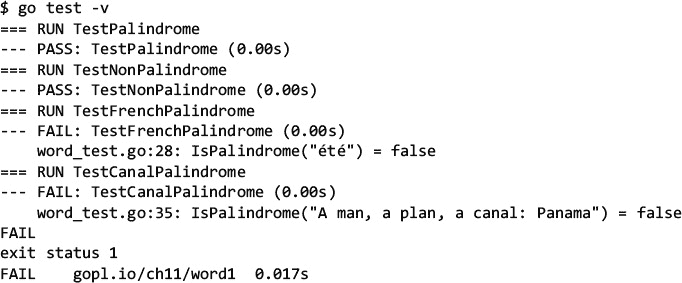 $ go test -v
=== RUN TestPalindrome
--- PASS: TestPalindrome (0.00s)
=== RUN TestNonPalindrome
--- PASS: TestNonPalindrome (0.00s)
=== RUN TestFrenchPalindrome
--- FAIL: TestFrenchPalindrome (0.00s)
    word_test.go:28: IsPalindrome("été") = false
=== RUN TestCanalPalindrome
--- FAIL: TestCanalPalindrome (0.00s)
    word_test.go:35: IsPalindrome("A man, a plan, a canal: Panama") = false
FAIL
exit status 1
FAIL    gopl.io/ch11/word1  0.017s